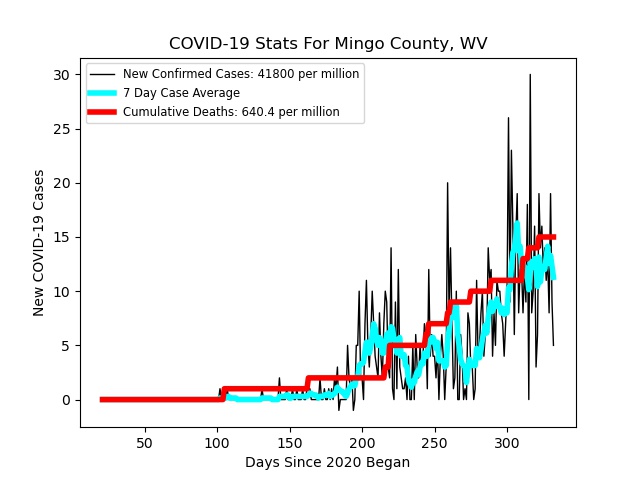 COVID-19 Stats For Mingo County, WV
New Confirmed Cases: 41800 per million
7 Day Case Average
Cumulative Deaths: 640.4 per million
New COVID-19 Cases
30
25
20
15
10
5
0
50 100 150 200 250 300
Days Since 2020 Began